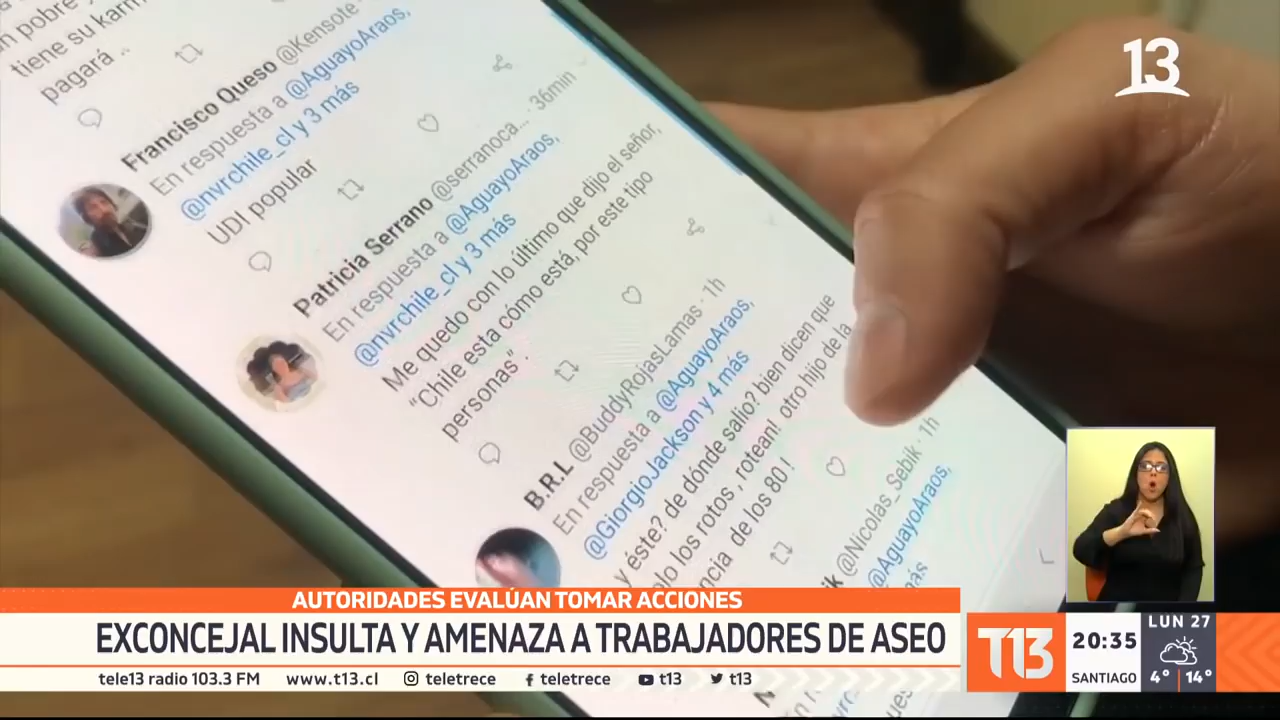 n pobre y
tiene su karm
pagará."
Francisco Queso @Kensote
En respuesta a @AguayoAraos,
@nvrchile_cl y 3 más
UDI popular
Patricia Serrano @serranoca... · 36min
En respuesta a @AguayoAraos,
@nvrchile_cl y 3 más
Me quedo con lo último que dijo el señor,
"Chile esta cómo está, por este tipo
personas".
B.R.L @BuddyRojasLamas · 1h
En respuesta a @AguayoAraos,
@GiorgioJackson y 4 más
y éste? de dónde salio? bien dicen que
olo los rotos , rotean! otro hijo de la
ncia de los 80 !
ik @Nicolas_Sebik · 1h
@AguayoAraos,
más
13
AUTORIDADES EVALÚAN TOMAR ACCIONES
EXCONCEJAL INSULTA Y AMENAZA A TRABAJADORES DE ASEO
tele13 radio 103.3 FM www.t13.cl teletrece teletrece t13 t13
T13
20:35
SANTIAGO
LUN 27
4° 14°